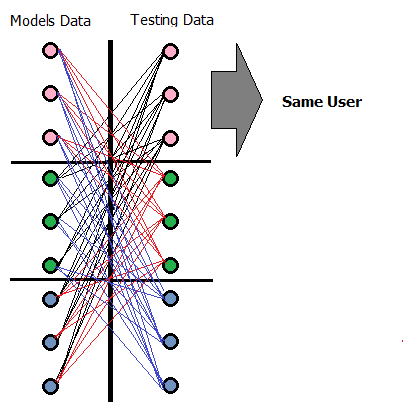 Models Data
Testing Data
Same User